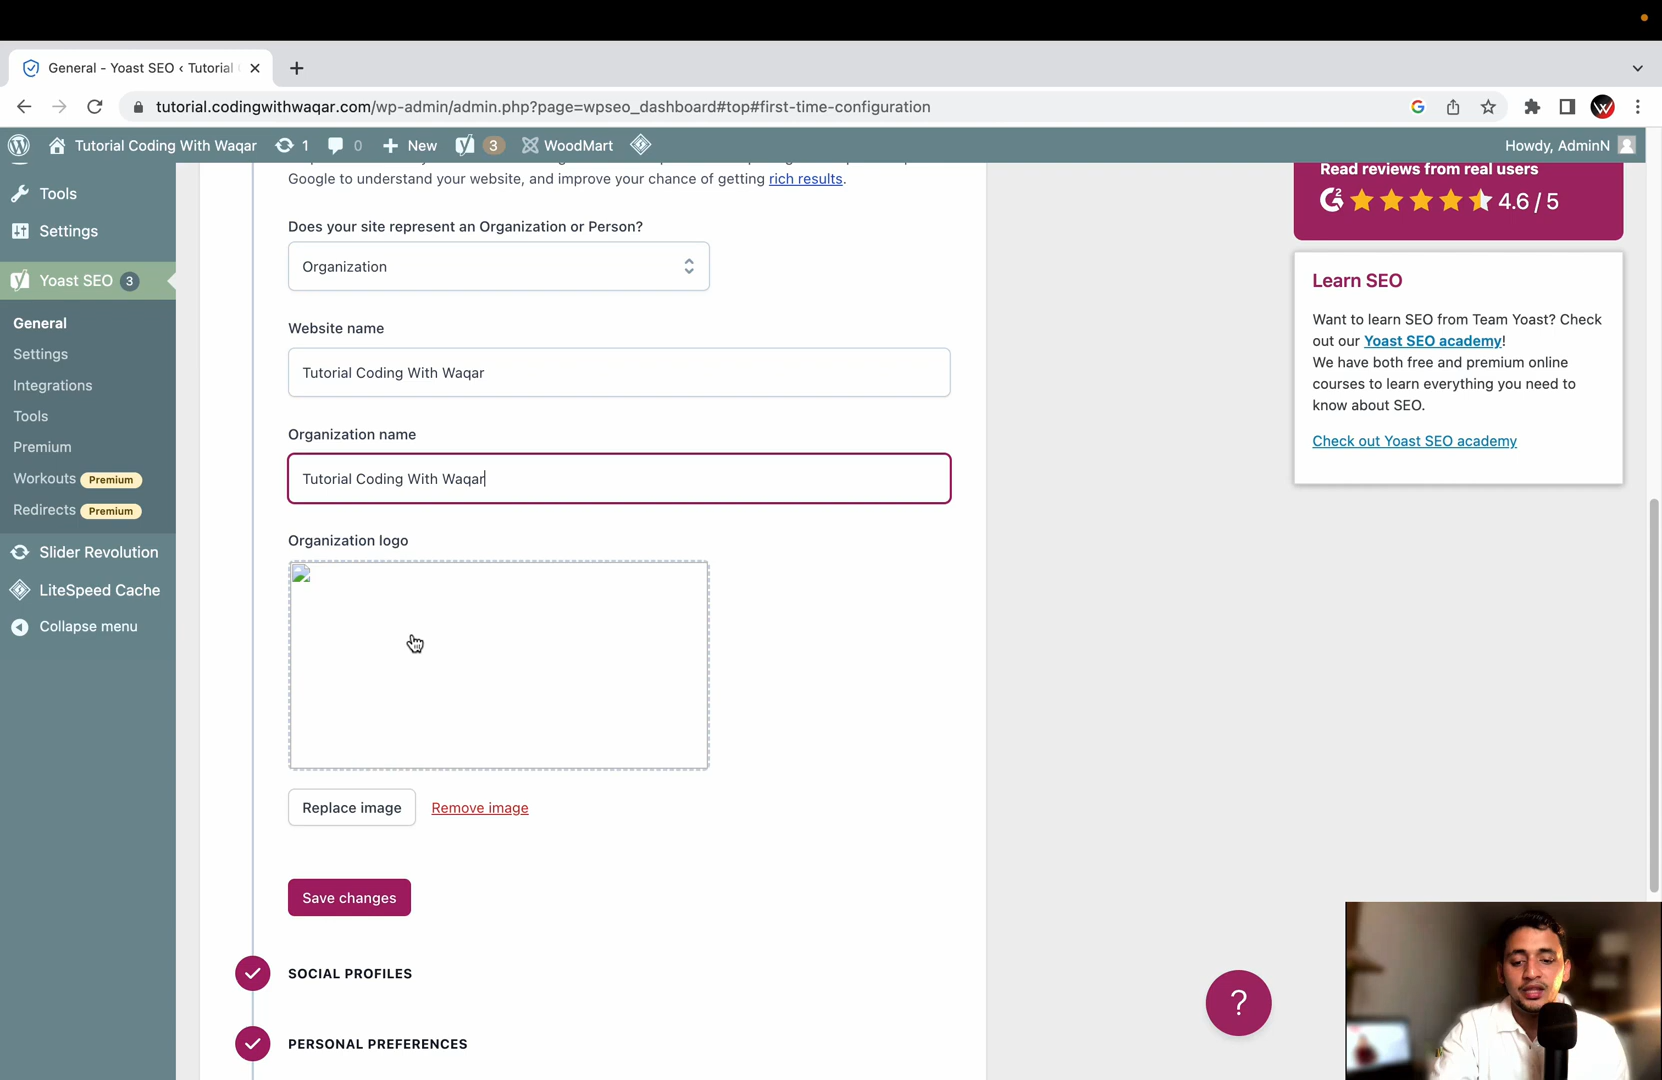 General - Yoast SEO ‹ Tutorial
tutorial.codingwithwaqar.com/wp-admin/admin.php?page=wpseo_dashboard#top#first-time-configuration
Tutorial Coding With Waqar
1
0
New
3
WoodMart
Howdy, AdminN
Tools
Settings
Yoast SEO 3
General
Settings
Integrations
Tools
Premium
Workouts Premium
Redirects Premium
Slider Revolution
LiteSpeed Cache
Collapse menu
Google to understand your website, and improve your chance of getting rich results.
Does your site represent an Organization or Person?
Organization
Website name
Tutorial Coding With Waqar
Organization name
Tutorial Coding With Waqar
Organization logo
Replace image
Remove image
Save changes
SOCIAL PROFILES
PERSONAL PREFERENCES
Read reviews from real users
4.6 / 5
Learn SEO
Want to learn SEO from Team Yoast? Check
out our Yoast SEO academy!
We have both free and premium online
courses to learn everything you need to
know about SEO.
Check out Yoast SEO academy
?